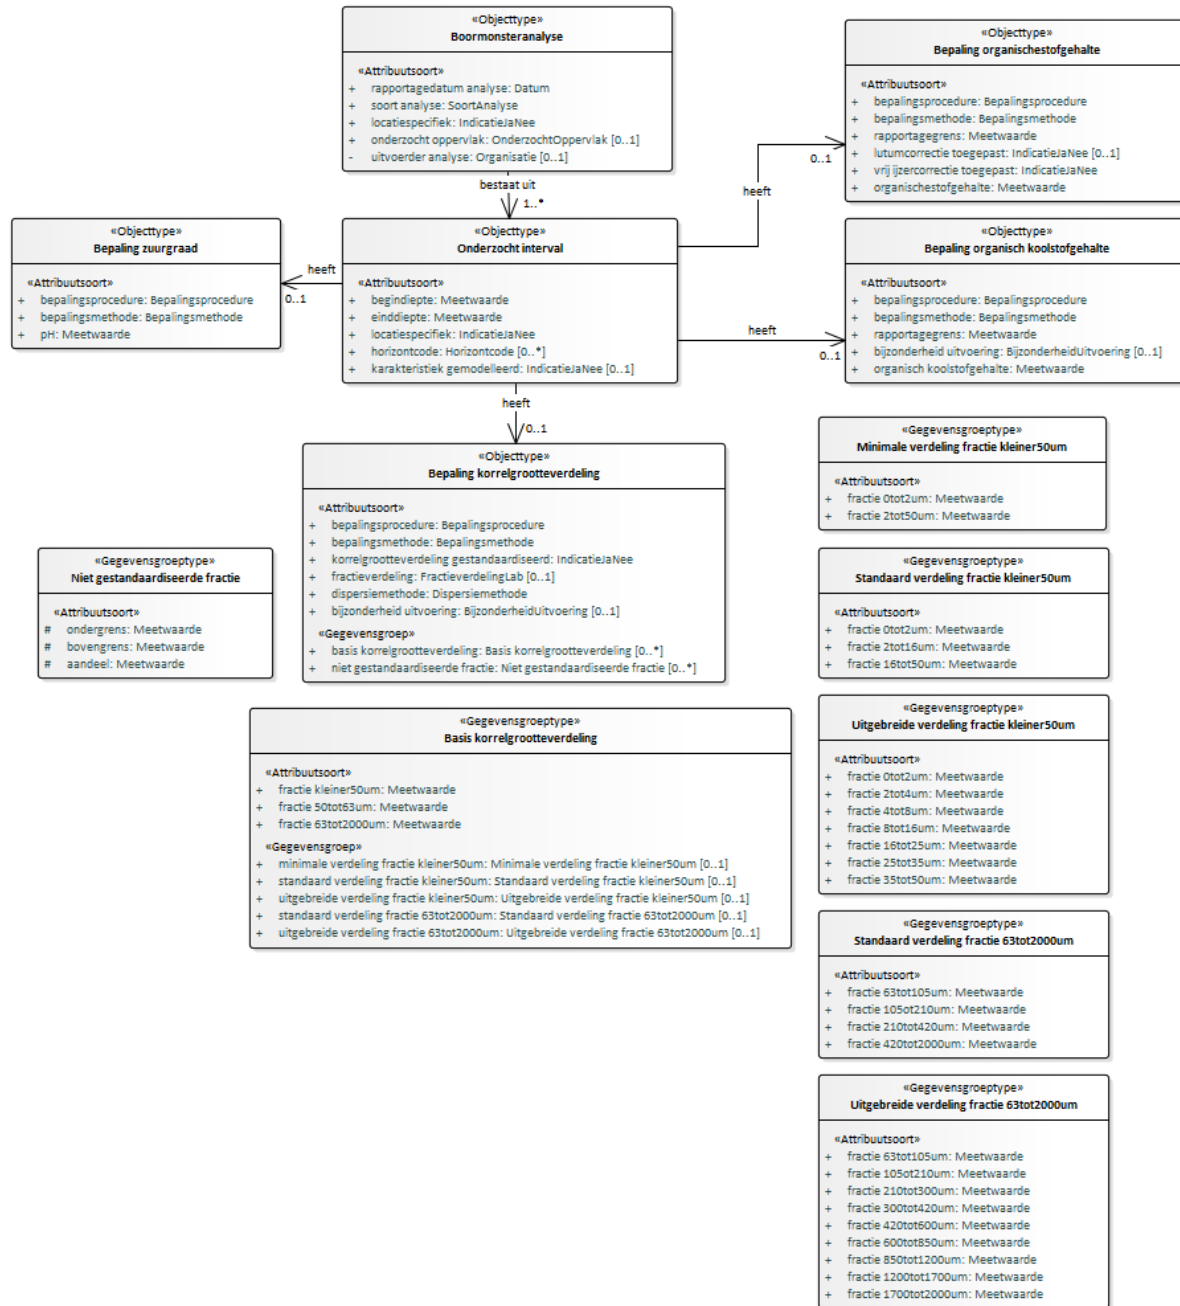 «Objecttype»
Boormonsteranalyse
«Attribuutsoort»
+ rapportagedatum analyse: Datum
+ soort analyse: SoortAnalyse
+ locatiespecifiek: IndicatieJaNee
+ onderzocht oppervlak: OnderzochtOppervlak [0..1]
- uitvoerder analyse: Organisatie [0..1]
«Objecttype»
Bepaling organischestofgehalte
«Attribuutsoort»
+ bepalingsprocedure: Bepalingsprocedure
+ bepalingsmethode: Bepalingsmethode
+ rapportagegrens: Meetwaarde
+ lutumcorrectie toegepast: IndicatieJaNee [0..1]
+ vrij ijzercorrectie toegepast: IndicatieJaNee
+ organischestofgehalte: Meetwaarde
0..1
heeft
bestaat uit
1..*
«Objecttype»
Bepaling zuurgraad
«Attribuutsoort»
+ bepalingsprocedure: Bepalingsprocedure
+ bepalingsmethode: Bepalingsmethode
+ pH: Meetwaarde
heeft
0..1
«Objecttype»
Onderzocht interval
«Attribuutsoort»
+ begindiepte: Meetwaarde
+ einddiepte: Meetwaarde
+ locatiespecifiek: IndicatieJaNee
+ horizontcode: Horizontcode [0..*]
+ karakteristiek gemodelleerd: IndicatieJaNee [0..1]
heeft
0..1
«Objecttype»
Bepaling organisch koolstofgehalte
«Attribuutsoort»
+ bepalingsprocedure: Bepalingsprocedure
+ bepalingsmethode: Bepalingsmethode
+ rapportagegrens: Meetwaarde
+ bijzonderheid uitvoering: BijzonderheidUitvoering [0..1]
+ organisch koolstofgehalte: Meetwaarde
heeft
0..1
«Objecttype»
Bepaling korrelgrootteverdeling
«Attribuutsoort»
+ bepalingsprocedure: Bepalingsprocedure
+ bepalingsmethode: Bepalingsmethode
+ korrelgrootteverdeling gestandaardiseerd: IndicatieJaNee
+ fractieverdeling: FractieverdelingLab [0..1]
+ dispersiemethode: Dispersiemethode
+ bijzonderheid uitvoering: BijzonderheidUitvoering [0..1]
«Gegevensgroep»
+ basis korrelgrootteverdeling: Basis korrelgrootteverdeling [0..*]
+ niet gestandaardiseerde fractie: Niet gestandaardiseerde fractie [0..*]
«Gegevensgroeptype»
Niet gestandaardiseerde fractie
«Attribuutsoort»
# ondergrens: Meetwaarde
# bovengrens: Meetwaarde
# aandeel: Meetwaarde
«Gegevensgroeptype»
Basis korrelgrootteverdeling
«Attribuutsoort»
+ fractie kleiner50um: Meetwaarde
+ fractie 50tot63um: Meetwaarde
+ fractie 63tot2000um: Meetwaarde
«Gegevensgroep»
+ minimale verdeling fractie kleiner50um: Minimale verdeling fractie kleiner50um [0..1]
+ standaard verdeling fractie kleiner50um: Standaard verdeling fractie kleiner50um [0..1]
+ uitgebreide verdeling fractie kleiner50um: Uitgebreide verdeling fractie kleiner50um [0..1]
+ standaard verdeling fractie 63tot2000um: Standaard verdeling fractie 63tot2000um [0..1]
+ uitgebreide verdeling fractie 63tot2000um: Uitgebreide verdeling fractie 63tot2000um [0..1]
«Gegevensgroeptype»
Minimale verdeling fractie kleiner50um
«Attribuutsoort»
+ fractie 0tot2um: Meetwaarde
+ fractie 2tot50um: Meetwaarde
«Gegevensgroeptype»
Standaard verdeling fractie kleiner50um
«Attribuutsoort»
+ fractie 0tot2um: Meetwaarde
+ fractie 2tot16um: Meetwaarde
+ fractie 16tot50um: Meetwaarde
«Gegevensgroeptype»
Uitgebreide verdeling fractie kleiner50um
«Attribuutsoort»
+ fractie 0tot2um: Meetwaarde
+ fractie 2tot4um: Meetwaarde
+ fractie 4tot8um: Meetwaarde
+ fractie 8tot16um: Meetwaarde
+ fractie 16tot25um: Meetwaarde
+ fractie 25tot35um: Meetwaarde
+ fractie 35tot50um: Meetwaarde
«Gegevensgroeptype»
Standaard verdeling fractie 63tot2000um
«Attribuutsoort»
+ fractie 63tot105um: Meetwaarde
+ fractie 105ot210um: Meetwaarde
+ fractie 210tot420um: Meetwaarde
+ fractie 420tot2000um: Meetwaarde
«Gegevensgroeptype»
Uitgebreide verdeling fractie 63tot2000um
«Attribuutsoort»
+ fractie 63tot105um: Meetwaarde
+ fractie 105ot210um: Meetwaarde
+ fractie 210tot300um: Meetwaarde
+ fractie 300tot420um: Meetwaarde
+ fractie 420tot600um: Meetwaarde
+ fractie 600tot850um: Meetwaarde
+ fractie 850tot1200um: Meetwaarde
+ fractie 1200tot1700um: Meetwaarde
+ fractie 1700tot2000um: Meetwaarde